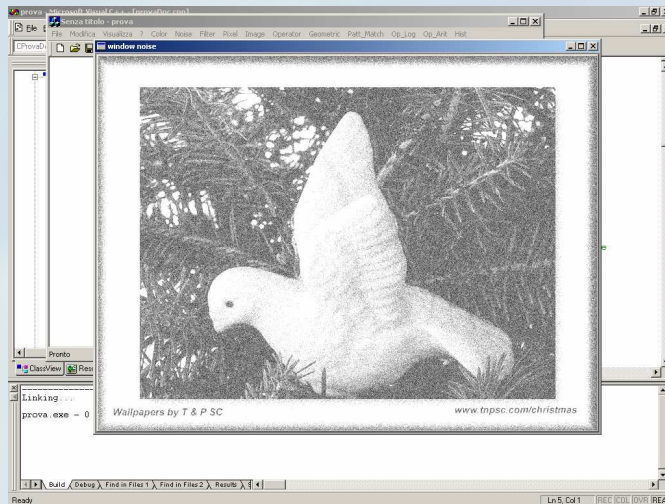 prova - Microsoft Visual C++ - [provaDoc.cpp]
Senza titolo - prova
File Modifica Visualizza ? Color Noise Filter Pixel Image Operator Geometric Patt_Match Op_Log Op_Arit Hist
window noise
Wallpapers by T & P SC
www.tnpsc.com/christmas
Pronto
ClassView
Linking...
prova.exe - 0
Build Debug Find in Files 1 Find in Files 2 Results
Ready
Ln 5, Col 1 REC COL OVR